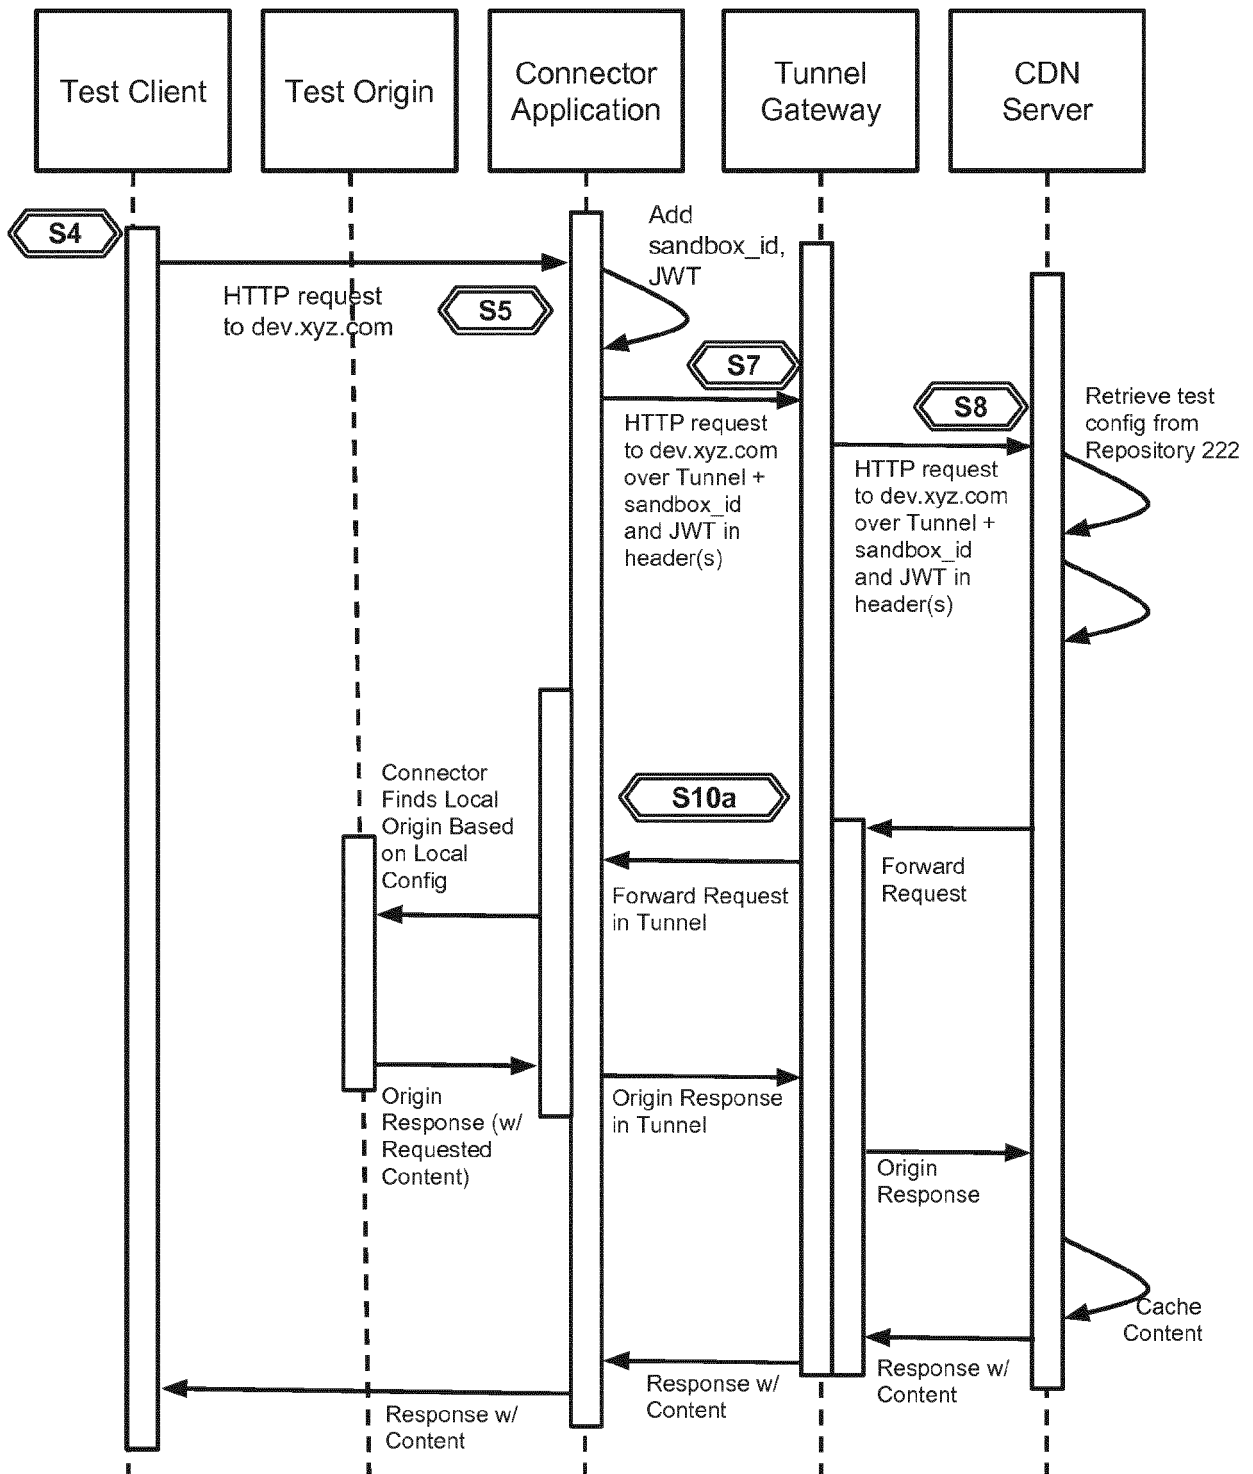 Test Client
Test Origin
Connector
Application
Tunnel
Gateway
CDN
Server
S4
HTTP request
to dev.xyz.com
S5
Add
sandbox_id,
JWT
S7
HTTP request
to dev.xyz.com
over Tunnel +
sandbox_id
and JWT in
header(s)
S8
HTTP request
to dev.xyz.com
over Tunnel +
sandbox_id
and JWT in
header(s)
Retrieve test
config from
Repository 222
Forward
Request
S10a
Forward Request
in Tunnel
Connector
Finds Local
Origin Based
on Local
Config
Origin
Response (w/
Requested
Content)
Origin Response
in Tunnel
Origin
Response
Cache
Content
Response w/
Content
Response w/
Content
Response w/
Content